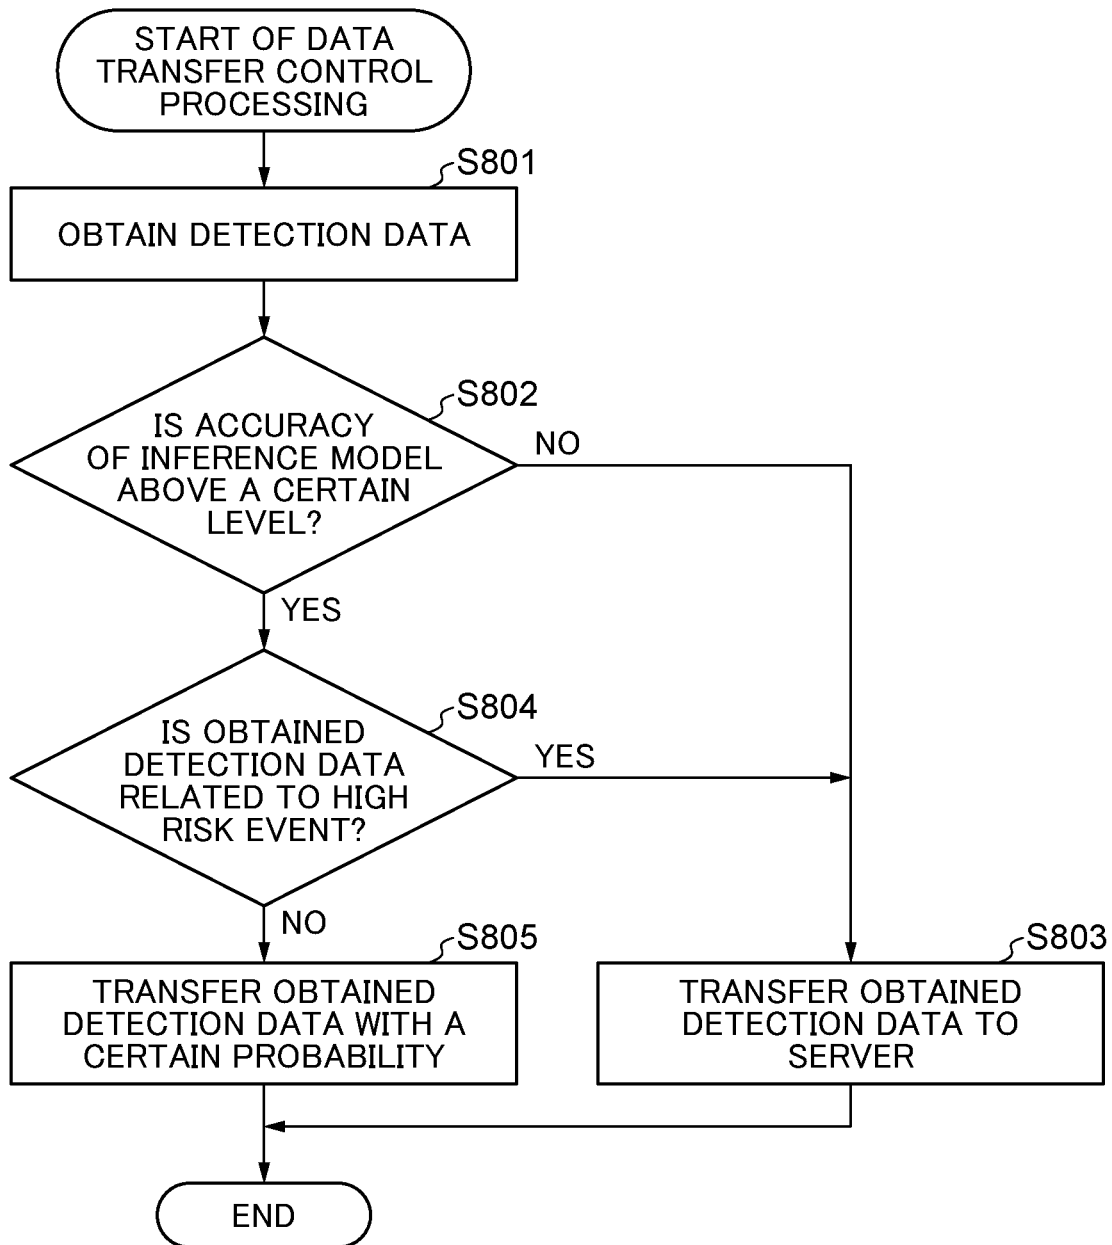 START OF DATA
TRANSFER CONTROL
PROCESSING
S801
OBTAIN DETECTION DATA
S802
IS ACCURACY
OF INFERENCE MODEL
ABOVE A CERTAIN
LEVEL?
NO
YES
S804
IS OBTAINED
DETECTION DATA
RELATED TO HIGH
RISK EVENT?
YES
NO
S805
TRANSFER OBTAINED
DETECTION DATA WITH A
CERTAIN PROBABILITY
S803
TRANSFER OBTAINED
DETECTION DATA TO
SERVER
END